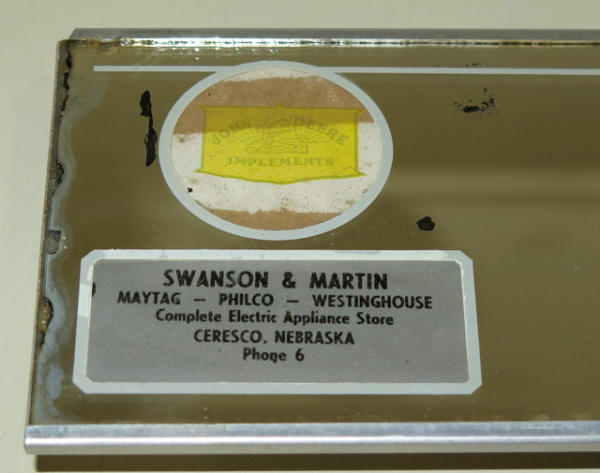 JOHN DEERE
IMPLEMENTS
SWANSON & MARTIN
MAYTAG — PHILCO — WESTINGHOUSE
Complete Electric Appliance Store
CERESCO, NEBRASKA
Phone 6